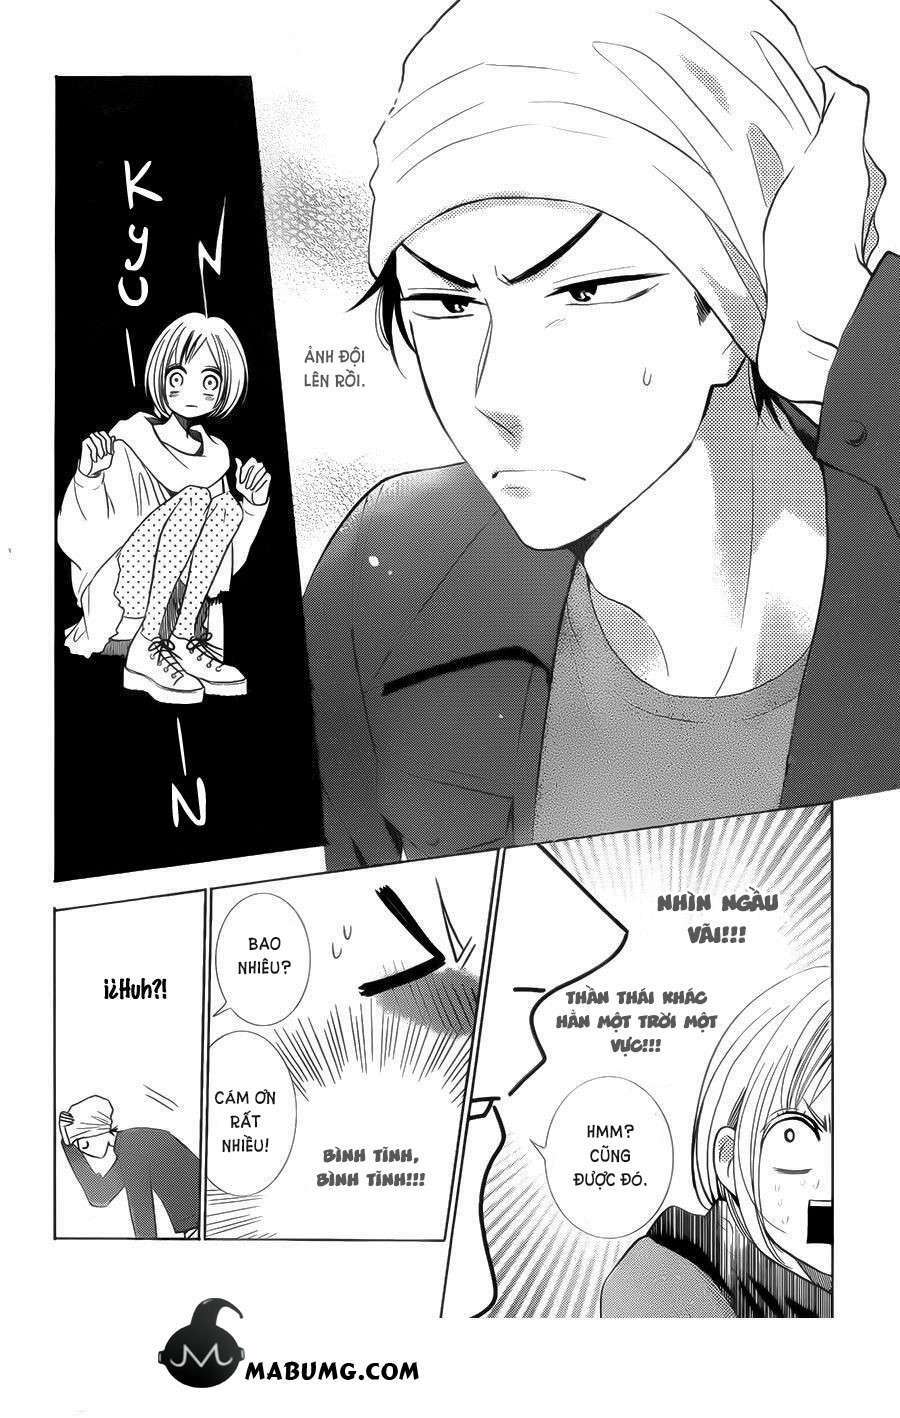 K
y
U
N
N
ẢNH ĐỘI
LÊN RỒI.
NHÌN NGẦU
VÃI!!!
THẦN THÁI KHÁC
HẲN MỘT TRỜI MỘT
VỰC!!!
HMM?
CŨNG
ĐƯỢC ĐÓ.
BAO
NHIÊU?
BÌNH TĨNH,
BÌNH TĨNH!!!
CÁM ƠN
RẤT
NHIỀU!
¡¿Huh?!
JM
MABUMG.COM